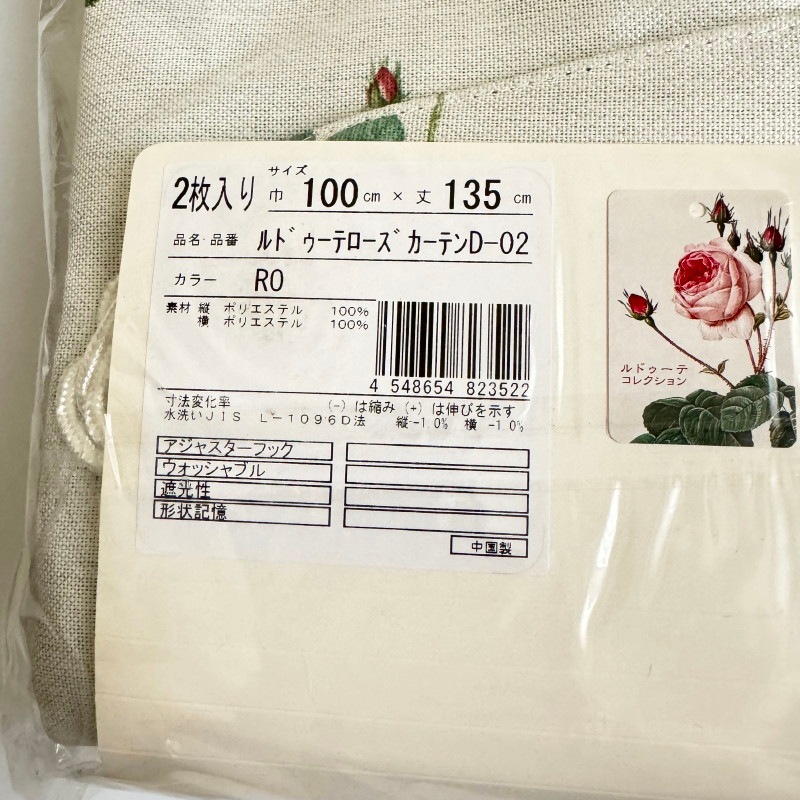 サイズ
2枚入り 巾 100cm × 丈 135 cm
品名・品番 ルドゥーテローズカーテンD-02
カラー RO
素材 縦 ポリエステル 100%
横 ポリエステル 100%
4 548654 823522
寸法変化率 (-)は縮み (+)は伸びを示す
水洗いJIS L-1096D法 縦-1.0% 横 -1.0%
アジャスターフック
ウォッシャブル
遮光性
形状記憶
中国製
ルドゥーテ
コレクション